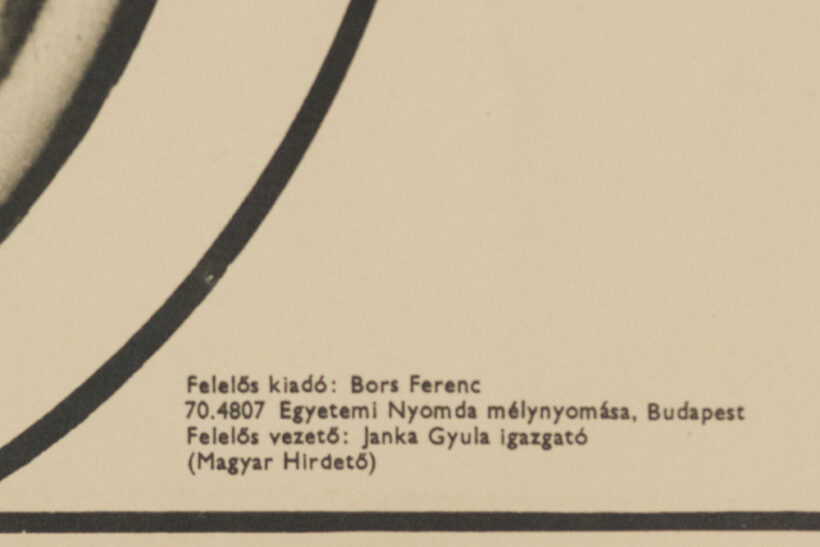 Felelős kiadó: Bors Ferenc
70.4807 Egyetemi Nyomda mélynyomása, Budapest
Felelős vezető: Janka Gyula igazgató
(Magyar Hirdető)